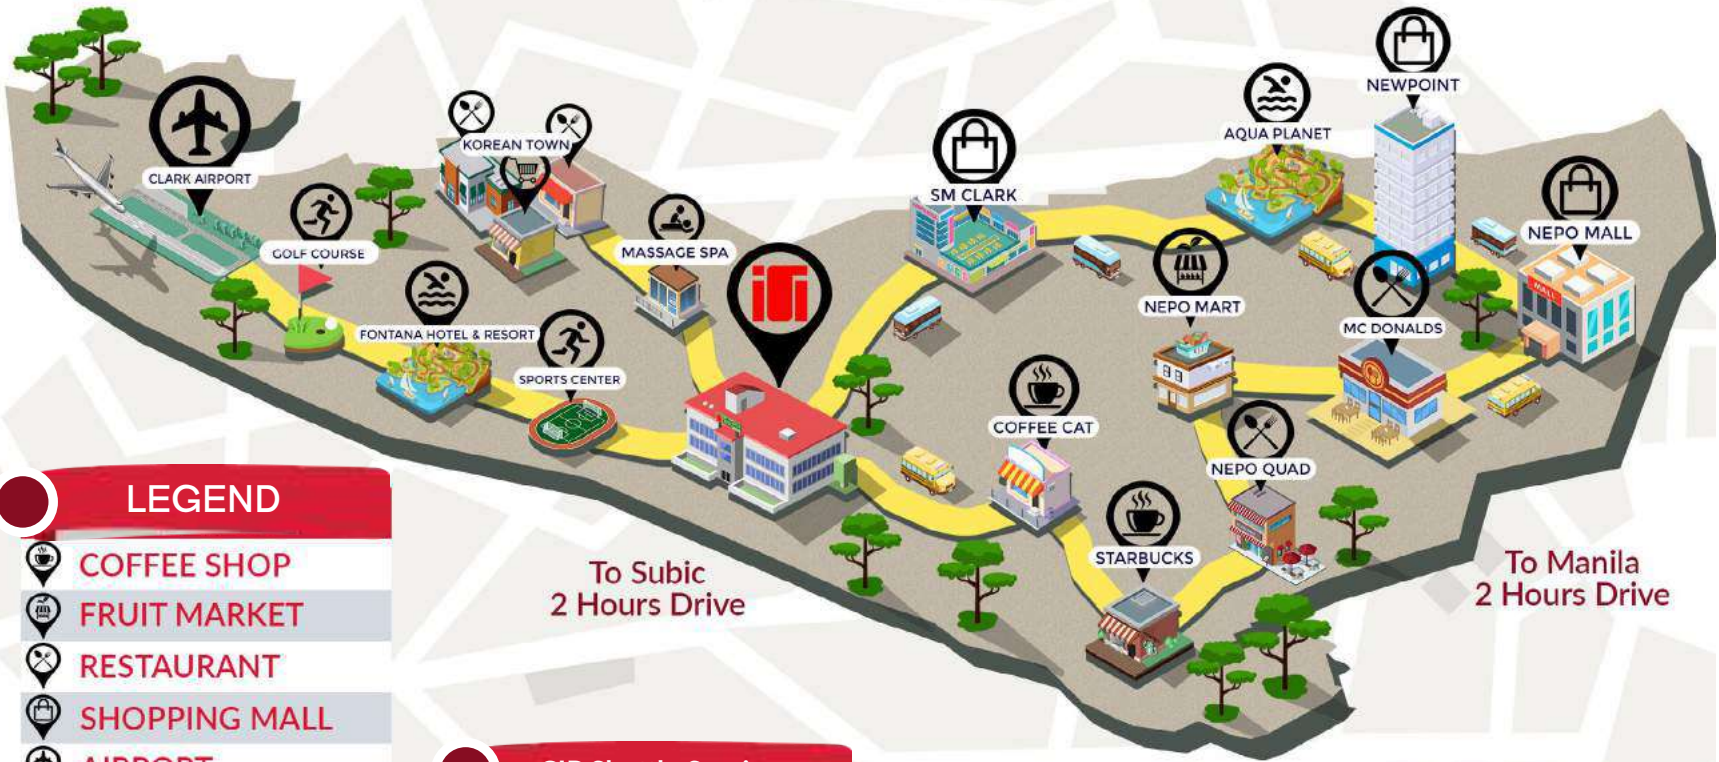 NEWPOINT
AQUA PLANET
KOREAN TOWN
CLARK AIRPORT
SM CLARK
NEPO MALL
GOLF COURSE
MASSAGE SPA
MALL
NEPO MART
FONTANA HOTEL & RESORT
MC DONALDS
SPORTS CENTER
COFFEE CAT
NEPO QUAD
STARBUCKS
To Subic
2 Hours Drive
To Manila
2 Hours Drive
LEGEND
COFFEE SHOP
FRUIT MARKET
RESTAURANT
SHOPPING MALL
AIRPORT